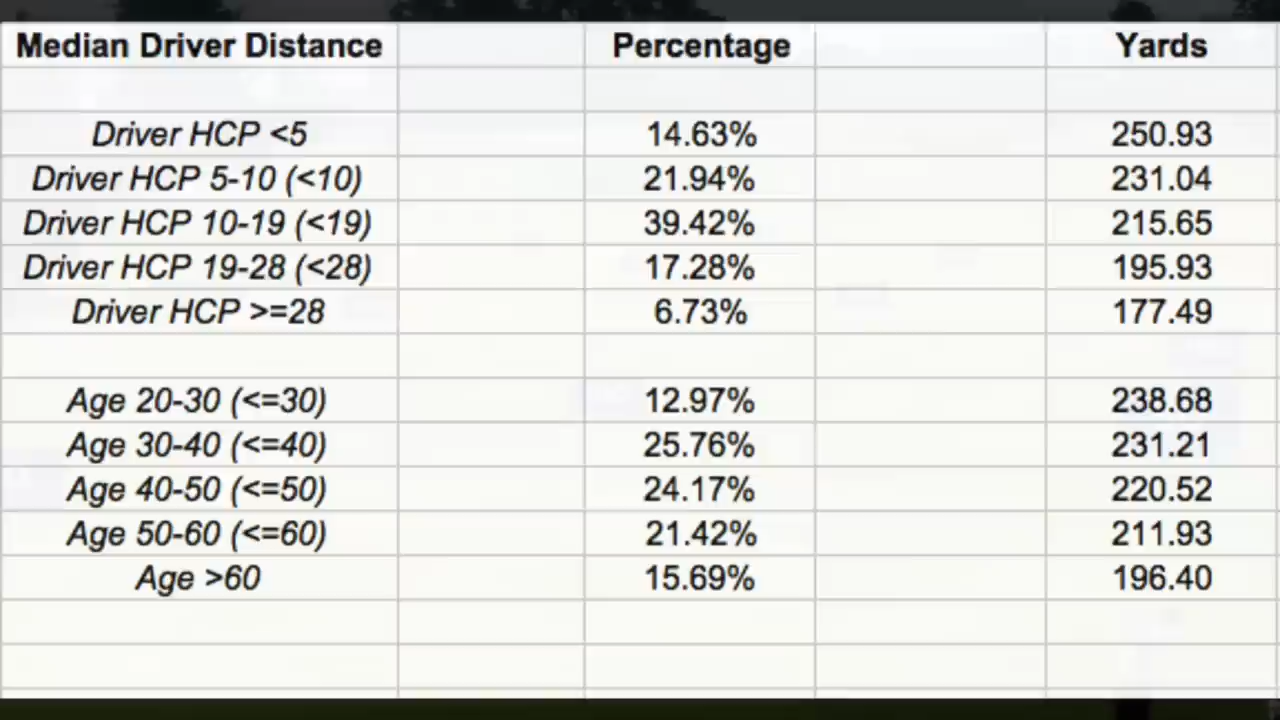 Median Driver Distance Percentage Yards
Driver HCP <5 14.63% 250.93
Driver HCP 5-10 (<10) 21.94% 231.04
Driver HCP 10-19 (<19) 39.42% 215.65
Driver HCP 19-28 (<28) 17.28% 195.93
Driver HCP >=28 6.73% 177.49
Age 20-30 (<=30) 12.97% 238.68
Age 30-40 (<=40) 25.76% 231.21
Age 40-50 (<=50) 24.17% 220.52
Age 50-60 (<=60) 21.42% 211.93
Age >60 15.69% 196.40